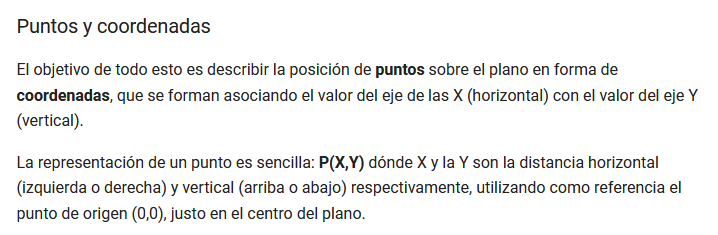 Puntos y coordenadas
El objetivo de todo esto es describir la posición de puntos sobre el plano en forma de
coordenadas, que se forman asociando el valor del eje de las X (horizontal) con el valor del eje Y
(vertical).
La representación de un punto es sencilla: P(X,Y) dónde X y la Y son la distancia horizontal
(izquierda o derecha) y vertical (arriba o abajo) respectivamente, utilizando como referencia el
punto de origen (0,0), justo en el centro del plano.